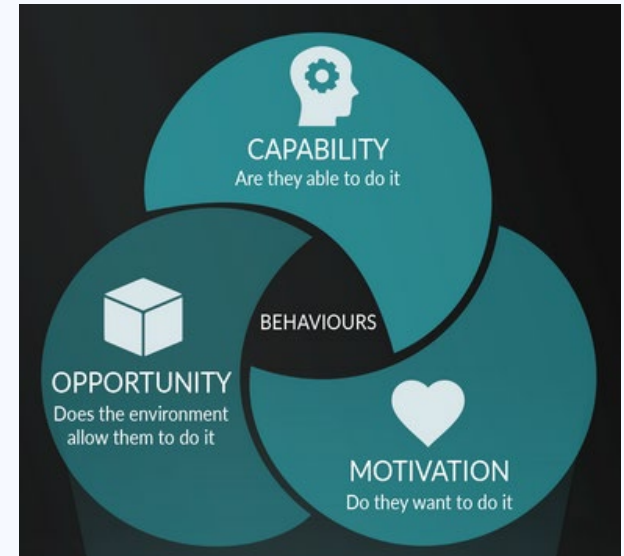 CAPABILITY
Are they able to do it
BEHAVIOURS
OPPORTUNITY
Does the environment
allow them to do it
MOTIVATION
Do they want to do it